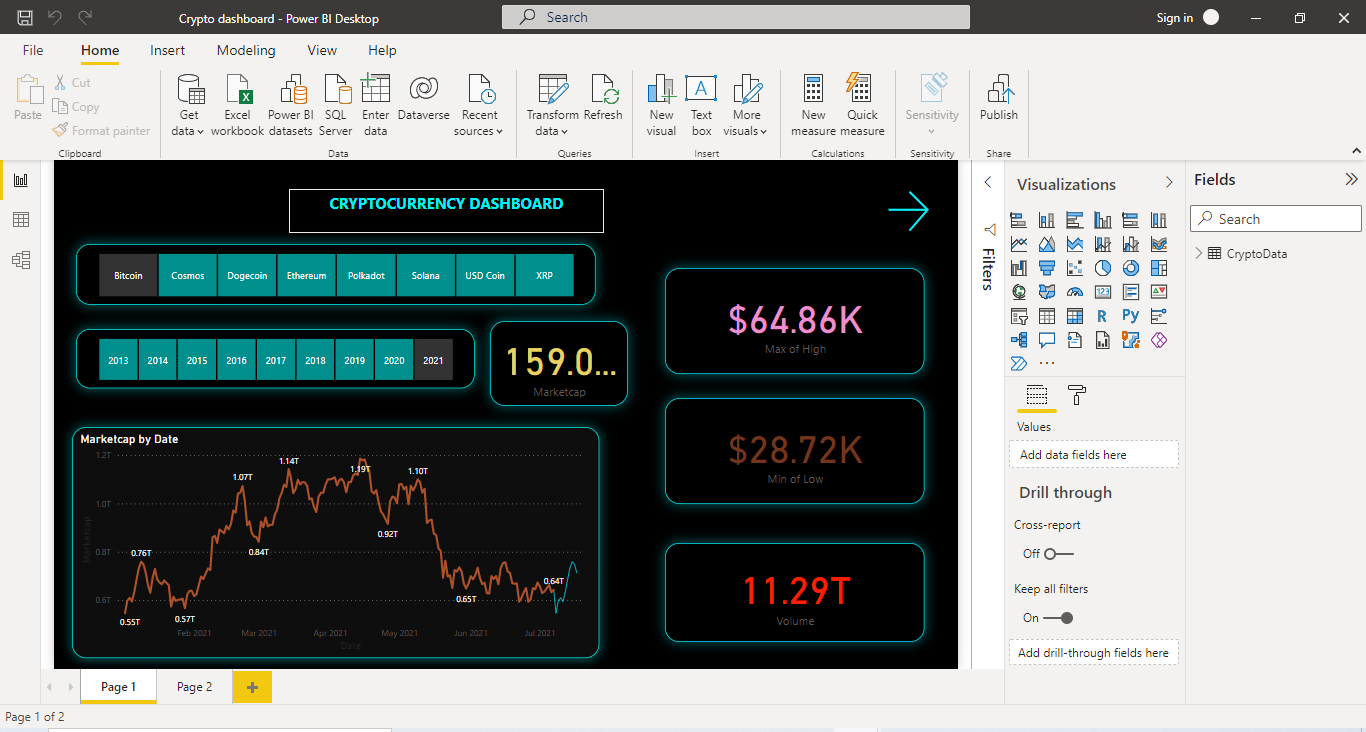 Crypto dashboard - Power BI Desktop
Search
Sign in
File Home Insert Modeling View Help
Paste
Cut
Copy
Format painter
Get data
Excel workbook
Power BI datasets
SQL Server
Enter data
Dataverse
Recent sources
Transform data
Refresh
New visual
A
Text box
More visuals
New measure
Quick measure
Sensitivity
Publish
Clipboard
Data
Queries
Insert
Calculations
Sensitivity
Share
CRYPTOCURRENCY DASHBOARD
Bitcoin Cosmos Dogecoin Ethereum Polkadot Solana USD Coin XRP
2013 2014 2015 2016 2017 2018 2019 2020 2021
159.0...
Marketcap
$64.86K
Max of High
$28.72K
Min of Low
11.29T
Volume
Marketcap by Date
1.2T
1.0T
0.8T
0.6T
Marketcap
0.55T
0.76T
0.57T
1.07T
0.84T
1.14T
1.19T
0.92T
1.10T
0.65T
0.64T
Feb 2021 Mar 2021 Apr 2021 May 2021 Jun 2021 Jul 2021
Date
Filters
Visualizations
123
R
Py
Values
Add data fields here
Drill through
Cross-report
Off
Keep all filters
On
Add drill-through fields here
Fields
Search
CryptoData
Page 1 Page 2
Page 1 of 2